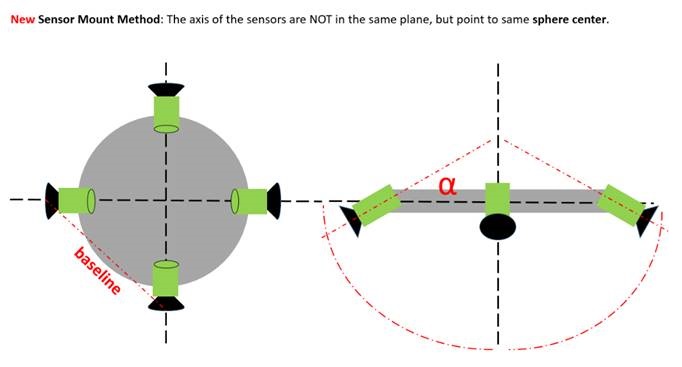 New Sensor Mount Method: The axis of the sensors are NOT in the same plane, but point to same sphere center.
α
baseline